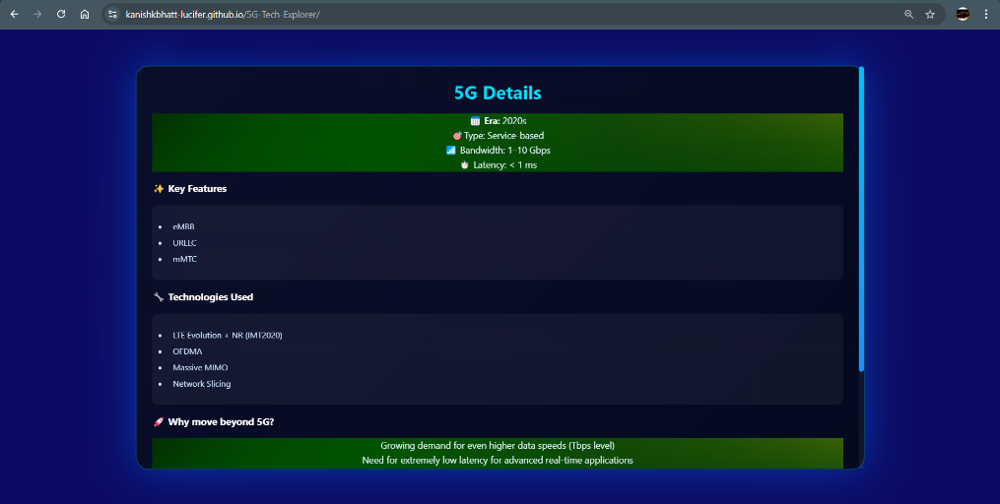 kanishkbhatt-lucifer.github.io/5G-Tech-Explorer/
5G Details
Era: 2020s
Type: Service-based
Bandwidth: 1–10 Gbps
Latency: < 1 ms
Key Features
eMBB
URLLC
mMTC
Technologies Used
LTE Evolution + NR (IMT2020)
OFDMA
Massive MIMO
Network Slicing
Why move beyond 5G?
Growing demand for even higher data speeds (Tbps level)
Need for extremely low latency for advanced real-time applications